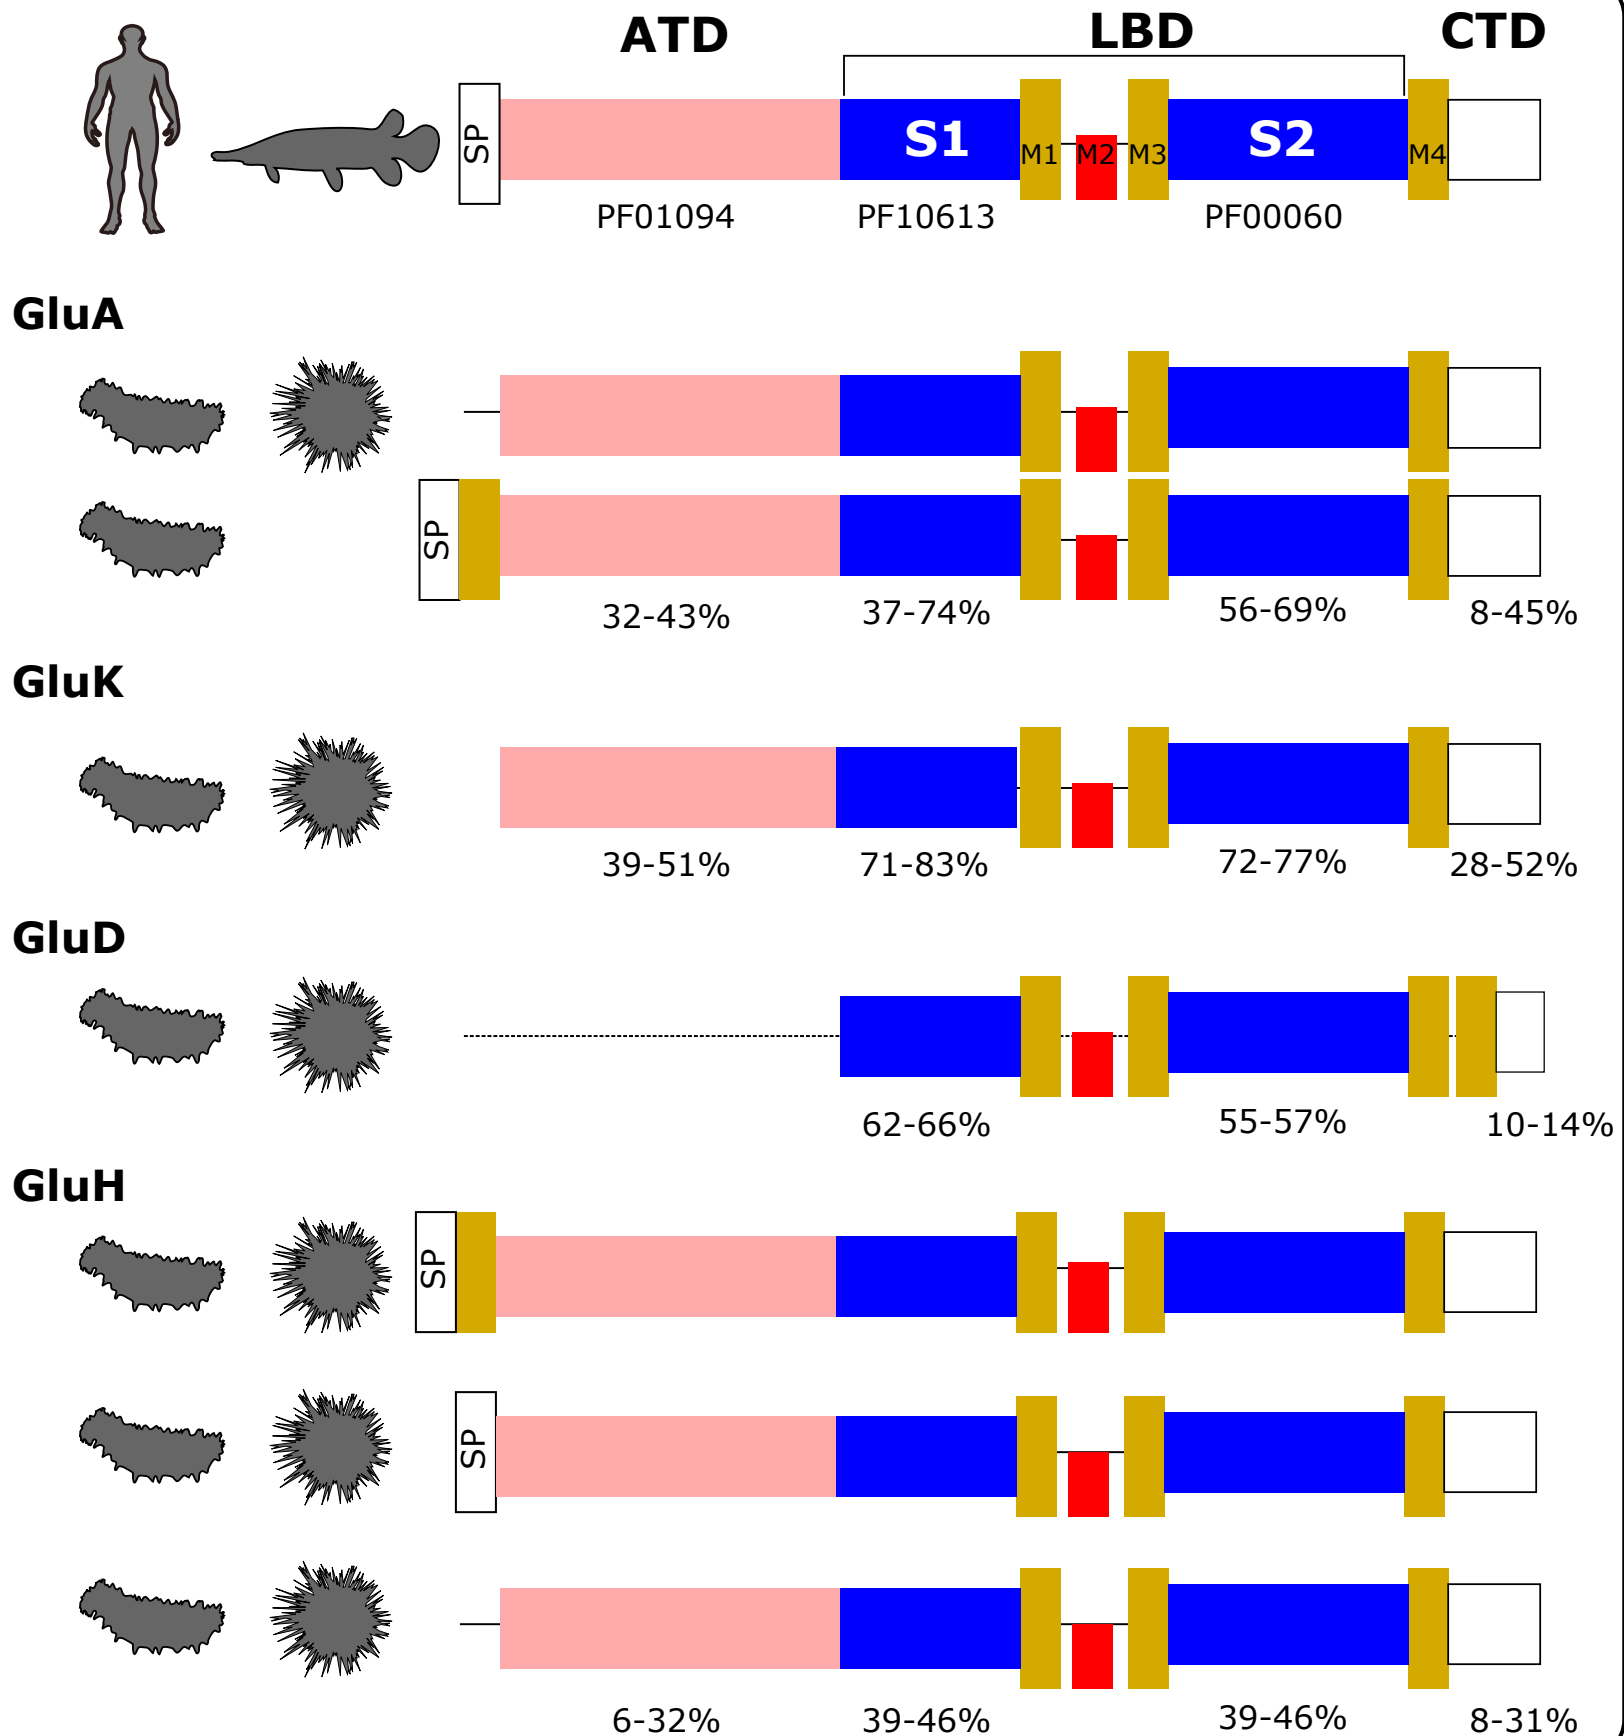 ATD LBD CTD
SP S1 M1 M2 M3 S2 M4
PF01094 PF10613 PF00060
GluA
SP
32-43% 37-74% 56-69% 8-45%
GluK
39-51% 71-83% 72-77% 28-52%
GluD
62-66% 55-57% 10-14%
GluH
SP
SP
6-32% 39-46% 39-46% 8-31%